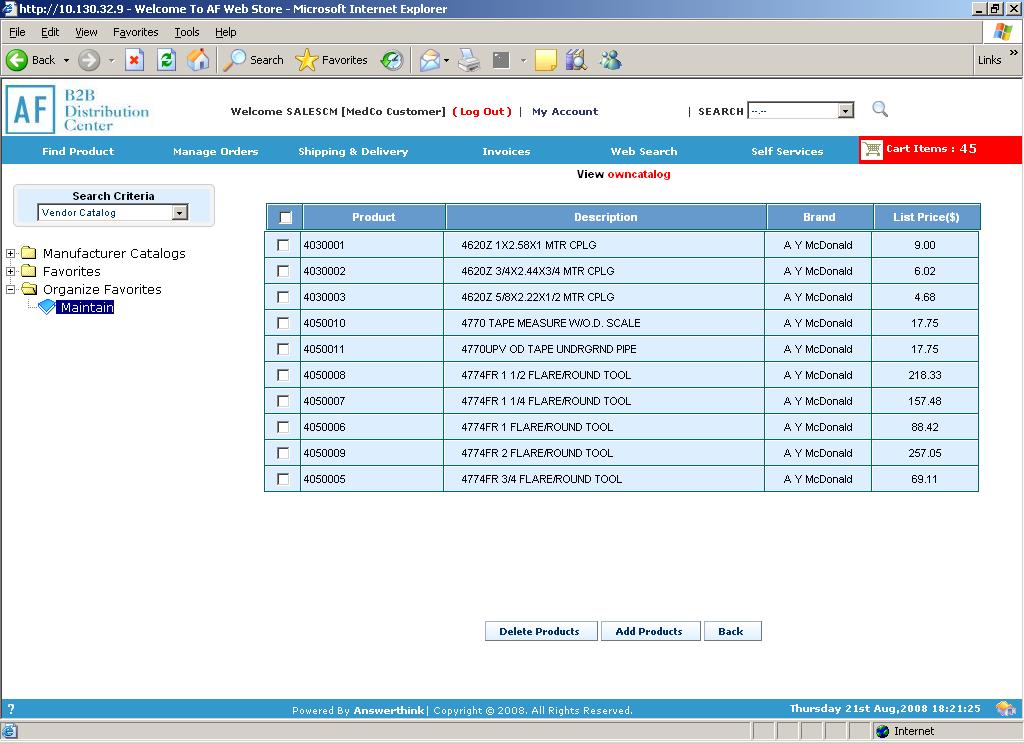 http://10.130.32.9 - Welcome To AF Web Store - Microsoft Internet Explorer
File Edit View Favorites Tools Help
Back Search Favorites Links »
AF B2B Distribution Center
Welcome SALESCM [MedCo Customer] ( Log Out ) | My Account | SEARCH --.--
Find Product Manage Orders Shipping & Delivery Invoices Web Search Self Services Cart Items : 45
View owncatalog
Search Criteria
Vendor Catalog
Manufacturer Catalogs
Favorites
Organize Favorites
Maintain
Product Description Brand List Price($)
4030001 4620Z 1X2.58X1 MTR CPLG A Y McDonald 9.00
4030002 4620Z 3/4X2.44X3/4 MTR CPLG A Y McDonald 6.02
4030003 4620Z 5/8X2.22X1/2 MTR CPLG A Y McDonald 4.68
4050010 4770 TAPE MEASURE W/O.D. SCALE A Y McDonald 17.75
4050011 4770UPV OD TAPE UNDRGRND PIPE A Y McDonald 17.75
4050008 4774FR 1 1/2 FLARE/ROUND TOOL A Y McDonald 218.33
4050007 4774FR 1 1/4 FLARE/ROUND TOOL A Y McDonald 157.48
4050006 4774FR 1 FLARE/ROUND TOOL A Y McDonald 88.42
4050009 4774FR 2 FLARE/ROUND TOOL A Y McDonald 257.05
4050005 4774FR 3/4 FLARE/ROUND TOOL A Y McDonald 69.11
Delete Products Add Products Back
? Powered By Answerthink | Copyright © 2008. All Rights Reserved. Thursday 21st Aug,2008 18:21:25
Internet